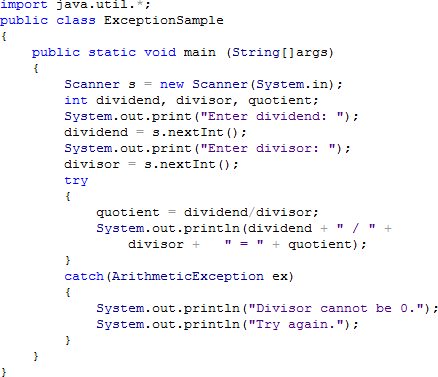 import java.util.*;
public class ExceptionSample
{
    public static void main (String[]args)
    {
        Scanner s = new Scanner(System.in);
        int dividend, divisor, quotient;
        System.out.print("Enter dividend: ");
        dividend = s.nextInt();
        System.out.print("Enter divisor: ");
        divisor = s.nextInt();
        try
        {
            quotient = dividend/divisor;
            System.out.println(dividend + " / " +
                divisor +   " = " + quotient);
        }
        catch(ArithmeticException ex)
        {
            System.out.println("Divisor cannot be 0.");
            System.out.println("Try again.");
        }
    }
}